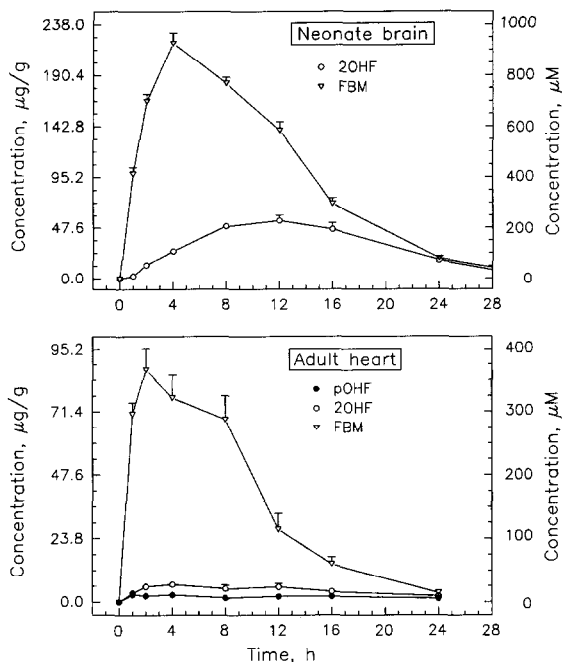 Neonate brain
2OHF
FBM
Concentration, µg/g
238.0
190.4
142.8
95.2
47.6
0.0
Concentration, µM
1000
800
600
400
200
0
0 4 8 12 16 20 24 28
Adult heart
pOHF
2OHF
FBM
Concentration, µg/g
95.2
71.4
47.6
23.8
0.0
Concentration, µM
400
300
200
100
0
0 4 8 12 16 20 24 28
Time, h